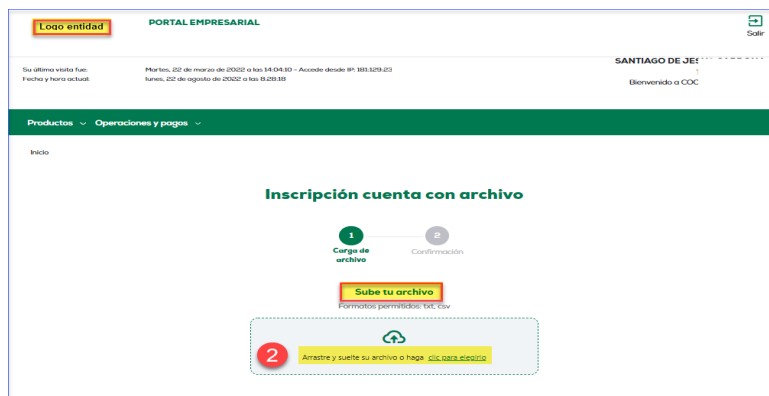 Logo entidad
PORTAL EMPRESARIAL
Salir
Su última visita fue: Martes, 22 de marzo de 2022 a las 14:04:10 - Accede desde IP: 181.129.23
Fecha y hora actual: lunes, 22 de agosto de 2022 a las 8:28:18
SANTIAGO DE
Bienvenido a COC
Productos Operaciones y pagos
Inicio
Inscripción cuenta con archivo
1 2
Carga de archivo
Confirmación
Sube tu archivo
Formatos permitidos: txt, csv
2
Arrastre y suelte su archivo o haga clic para elegirlo